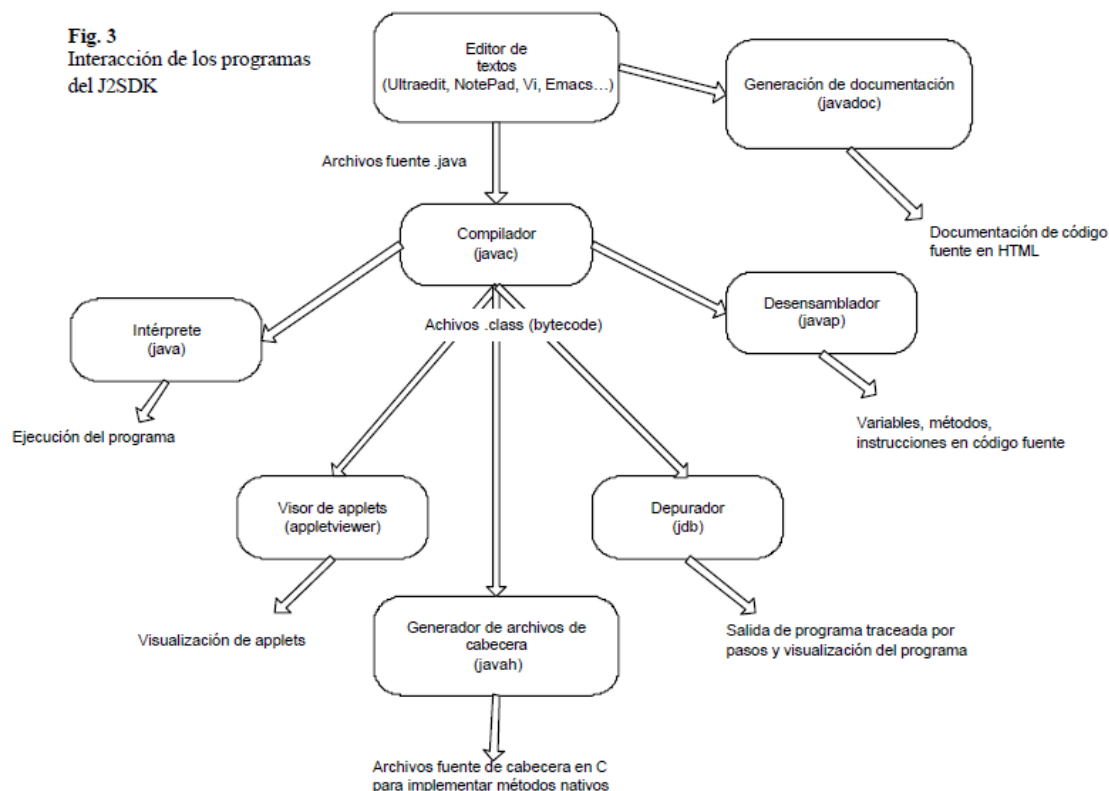 Fig. 3
Interacción de los programas
del J2SDK
Editor de
textos
(Ultraedit, NotePad, Vi, Emacs…)
Generación de documentación
(javadoc)
Archivos fuente .java
Documentación de código
fuente en HTML
Compilador
(javac)
Desensamblador
(javap)
Intérprete
(java)
Achivos .class (bytecode)
Variables, métodos,
instrucciones en código fuente
Ejecución del programa
Visor de applets
(appletviewer)
Depurador
(jdb)
Visualización de applets
Generador de archivos de
cabecera
(javah)
Salida de programa traceada por
pasos y visualización del programa
Archivos fuente de cabecera en C
para implementar métodos nativos